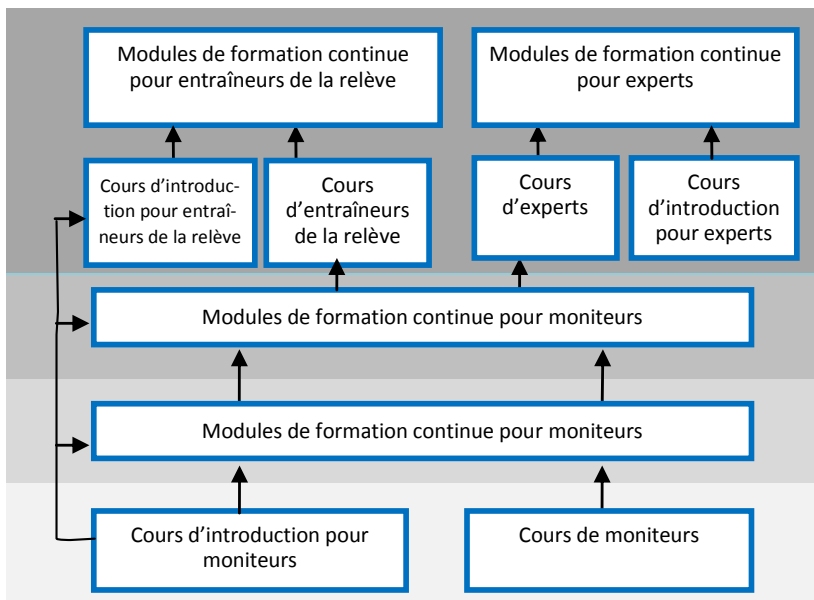 Modules de formation continue
pour entraîneurs de la relève
Modules de formation continue
pour experts
Cours d'introduc-
tion pour entraî-
neurs de la relève
Cours
d'entraîneurs
de la relève
Cours
d'experts
Cours
d'introduction
pour experts
Modules de formation continue pour moniteurs
Modules de formation continue pour moniteurs
Cours d'introduction pour
moniteurs
Cours de moniteurs